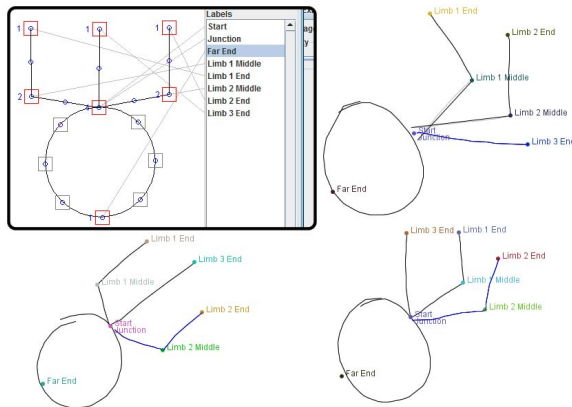 Labels
Start
Junction
Far End
Limb 1 Middle
Limb 1 End
Limb 2 Middle
Limb 2 End
Limb 3 End
1
1
1
2
2
1
Limb 1 End
Limb 2 End
Limb 1 Middle
Limb 2 Middle
Start
Junction
Limb 3 End
Far End
Limb 1 End
Limb 3 End
Limb 1 Middle
Limb 2 End
Start
Junction
Limb 2 Middle
Far End
Limb 3 End
Limb 1 End
Limb 2 End
Limb 1 Middle
Limb 2 Middle
Start
Junction
Far End